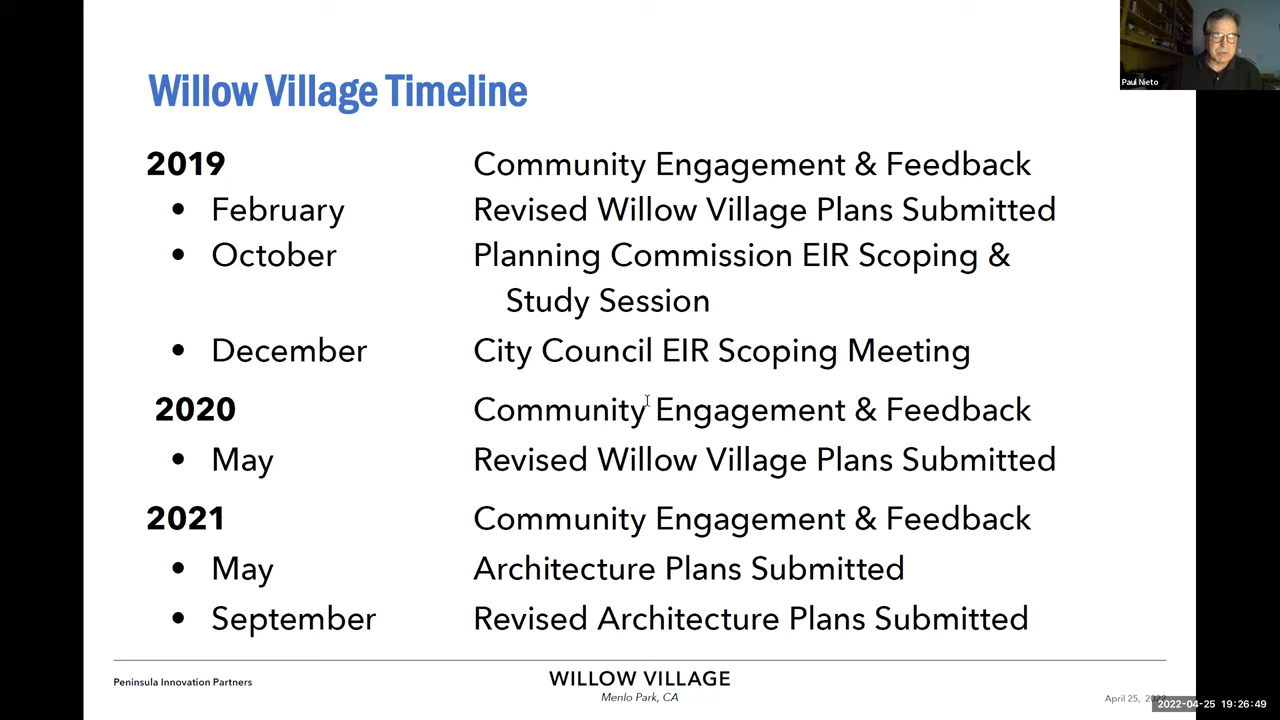 Paul Nieto
Willow Village Timeline
2019 Community Engagement & Feedback
• February Revised Willow Village Plans Submitted
• October Planning Commission EIR Scoping &
Study Session
• December City Council EIR Scoping Meeting
2020 Community Engagement & Feedback
• May Revised Willow Village Plans Submitted
2021 Community Engagement & Feedback
• May Architecture Plans Submitted
• September Revised Architecture Plans Submitted
Peninsula Innovation Partners
WILLOW VILLAGE
Menlo Park, CA
April 25, 2022
2022-04-25 19:26:49